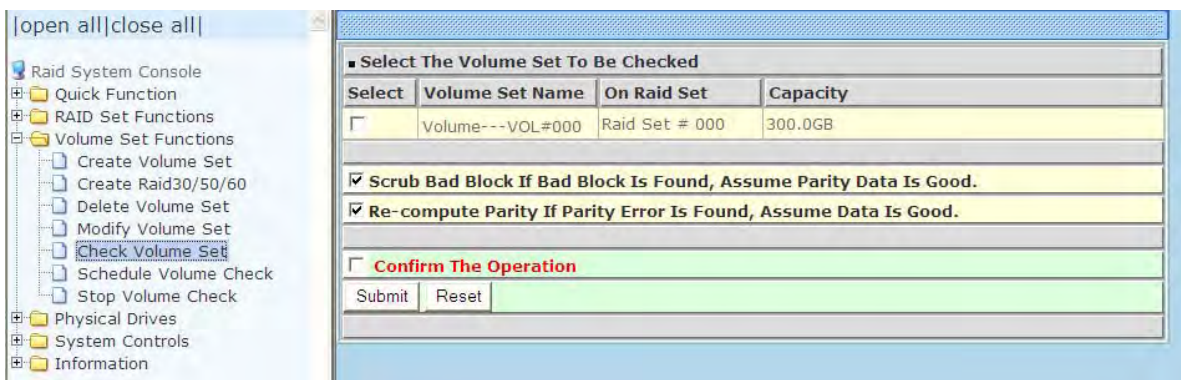 |open all|close all|
Raid System Console
Quick Function
RAID Set Functions
Volume Set Functions
Create Volume Set
Create Raid30/50/60
Delete Volume Set
Modify Volume Set
Check Volume Set
Schedule Volume Check
Stop Volume Check
Physical Drives
System Controls
Information
Select The Volume Set To Be Checked
Select Volume Set Name On Raid Set Capacity
Volume---VOL#000 Raid Set # 000 300.0GB
Scrub Bad Block If Bad Block Is Found, Assume Parity Data Is Good.
Re-compute Parity If Parity Error Is Found, Assume Data Is Good.
Confirm The Operation
Submit Reset